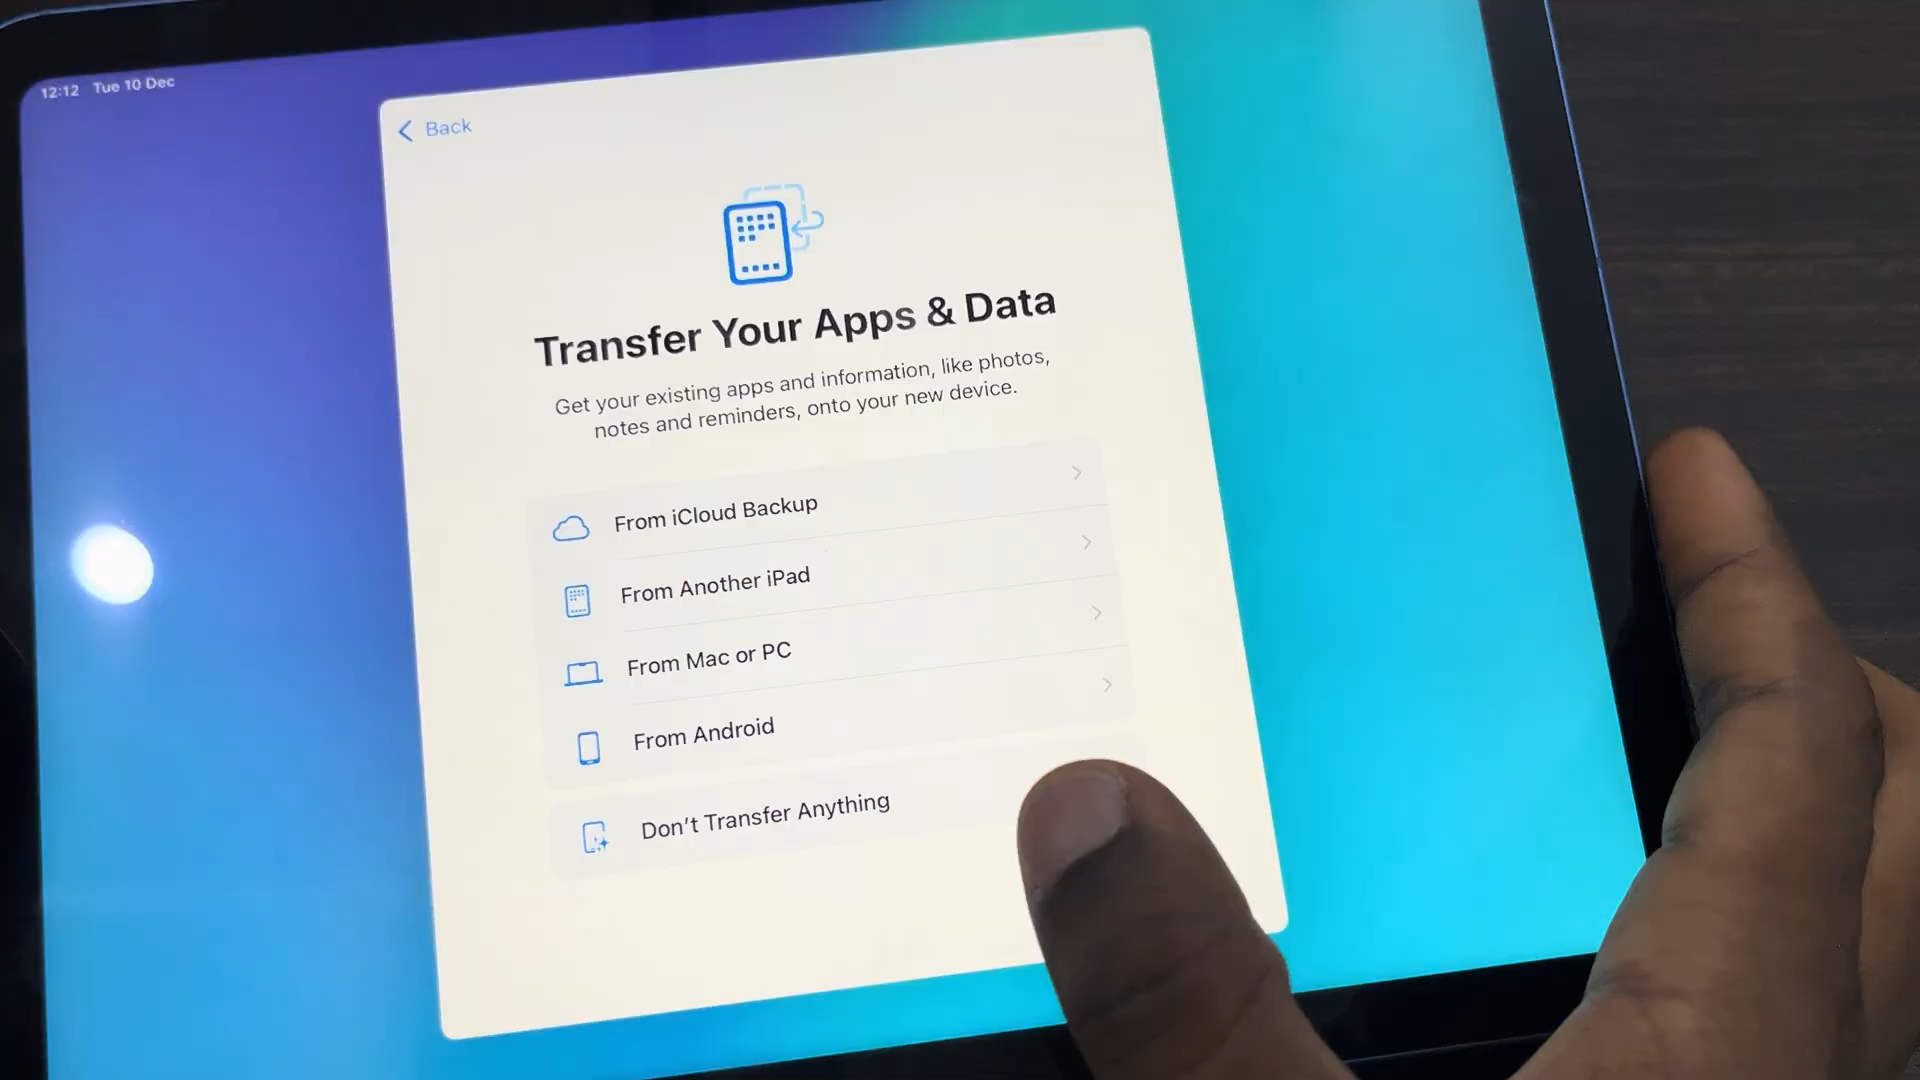 12:12 Tue 10 Dec
Back
Transfer Your Apps & Data
Get your existing apps and information, like photos,
notes and reminders, onto your new device.
From iCloud Backup
From Another iPad
From Mac or PC
From Android
Don't Transfer Anything